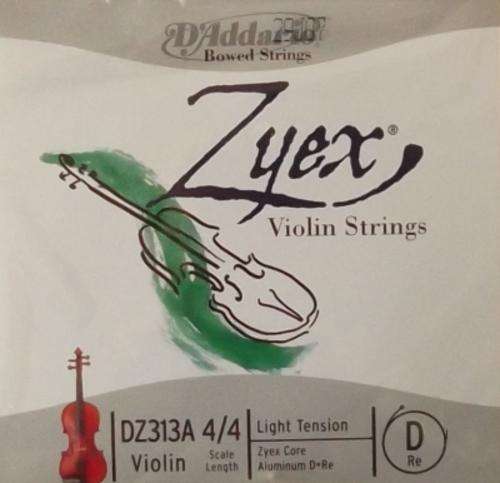 D'Addario
Bowed Strings
Zyex®
Violin Strings
DZ313A 4/4
Violin Scale Length
Light Tension
Zyex Core
Aluminum D=Re
D
Re